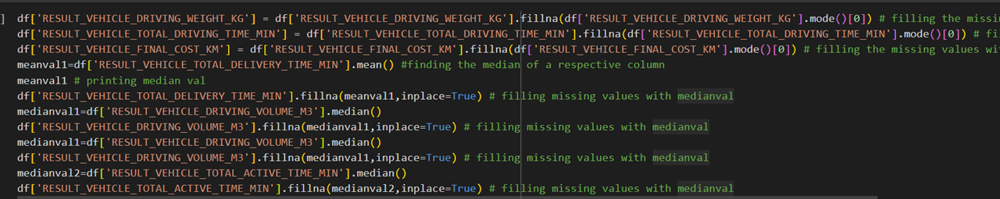 ] df['RESULT_VEHICLE_DRIVING_WEIGHT_KG'] = df['RESULT_VEHICLE_DRIVING_WEIGHT_KG'].fillna(df['RESULT_VEHICLE_DRIVING_WEIGHT_KG'].mode()[0]) # filling the missin
df['RESULT_VEHICLE_TOTAL_DRIVING_TIME_MIN'] = df['RESULT_VEHICLE_TOTAL_DRIVING_TIME_MIN'].fillna(df['RESULT_VEHICLE_TOTAL_DRIVING_TIME_MIN'].mode()[0]) # fil
df['RESULT_VEHICLE_FINAL_COST_KM'] = df['RESULT_VEHICLE_FINAL_COST_KM'].fillna(df['RESULT_VEHICLE_FINAL_COST_KM'].mode()[0]) # filling the missing values wit
meanval1=df['RESULT_VEHICLE_TOTAL_DELIVERY_TIME_MIN'].mean() #finding the median of a respective column
meanval1 # printing median val
df['RESULT_VEHICLE_TOTAL_DELIVERY_TIME_MIN'].fillna(meanval1,inplace=True) # filling missing values with medianval
medianval1=df['RESULT_VEHICLE_DRIVING_VOLUME_M3'].median()
df['RESULT_VEHICLE_DRIVING_VOLUME_M3'].fillna(medianval1,inplace=True) # filling missing values with medianval
medianval1=df['RESULT_VEHICLE_DRIVING_VOLUME_M3'].median()
df['RESULT_VEHICLE_DRIVING_VOLUME_M3'].fillna(medianval1,inplace=True) # filling missing values with medianval
medianval2=df['RESULT_VEHICLE_TOTAL_ACTIVE_TIME_MIN'].median()
df['RESULT_VEHICLE_TOTAL_ACTIVE_TIME_MIN'].fillna(medianval2,inplace=True) # filling missing values with medianval